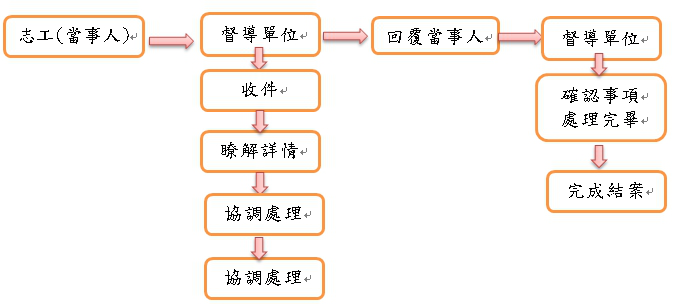 志工(當事人)
督導單位
回覆當事人
督導單位
收件
瞭解詳情
協調處理
協調處理
確認事項
處理完畢
完成結案